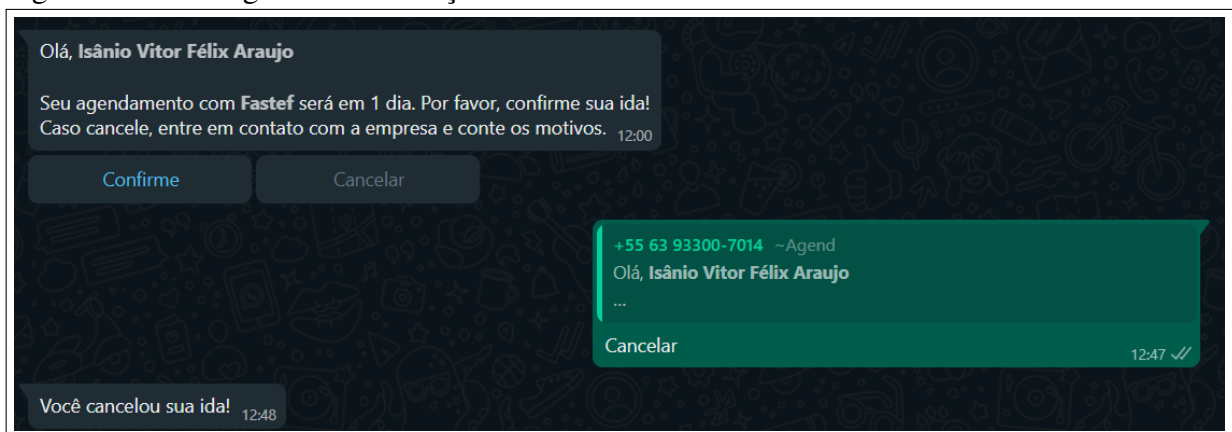 Olá, Isânio Vitor Félix Araujo
Seu agendamento com Fastef será em 1 dia. Por favor, confirme sua ida!
Caso cancele, entre em contato com a empresa e conte os motivos. 12:00
Confirme Cancelar
+55 63 93300-7014 ~Agend
Olá, Isânio Vitor Félix Araujo
...
Cancelar 12:47
Você cancelou sua ida! 12:48